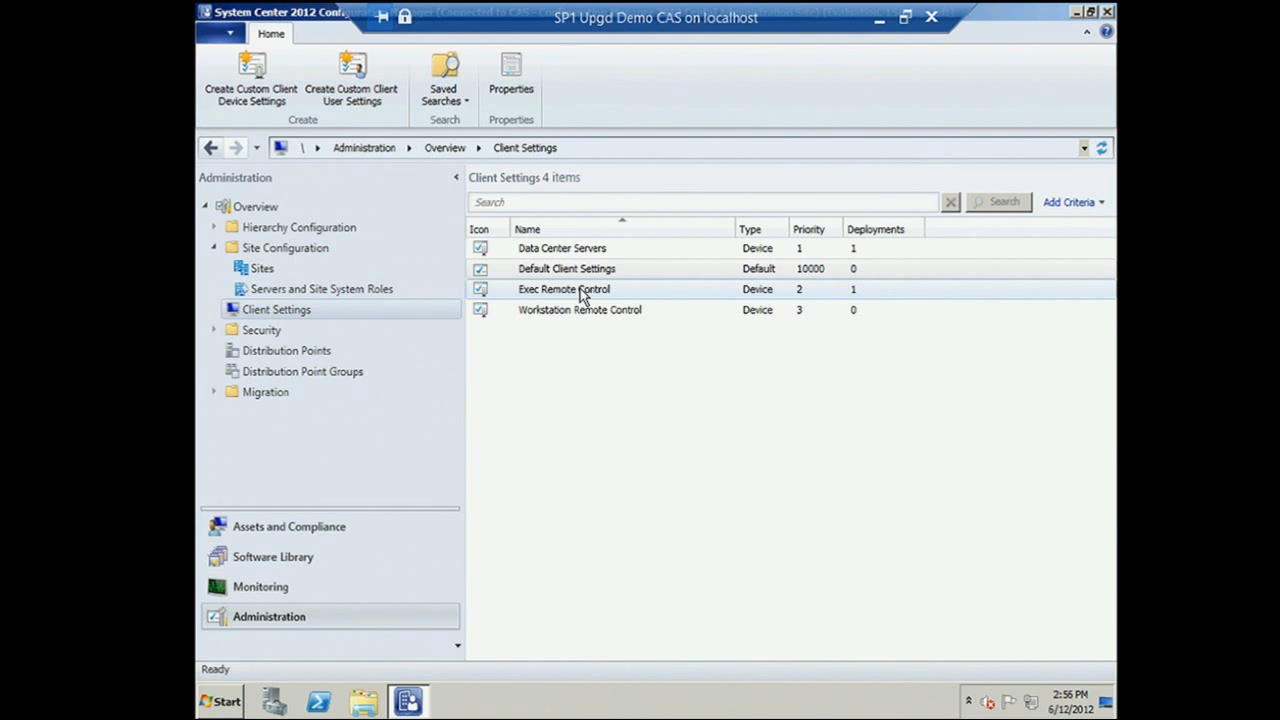 System Center 2012 Config
SP1 Upgd Demo CAS on localhost
Home
Create Custom Client Device Settings
Create Custom Client User Settings
Saved Searches
Properties
Create
Search
Properties
\ Administration Overview Client Settings
Administration
Overview
Hierarchy Configuration
Site Configuration
Sites
Servers and Site System Roles
Client Settings
Security
Distribution Points
Distribution Point Groups
Migration
Assets and Compliance
Software Library
Monitoring
Administration
Client Settings 4 items
Search
Search
Add Criteria
Icon Name Type Priority Deployments
Data Center Servers Device 1 1
Default Client Settings Default 10000 0
Exec Remote Control Device 2 1
Workstation Remote Control Device 3 0
Ready
Start
2:56 PM
6/12/2012